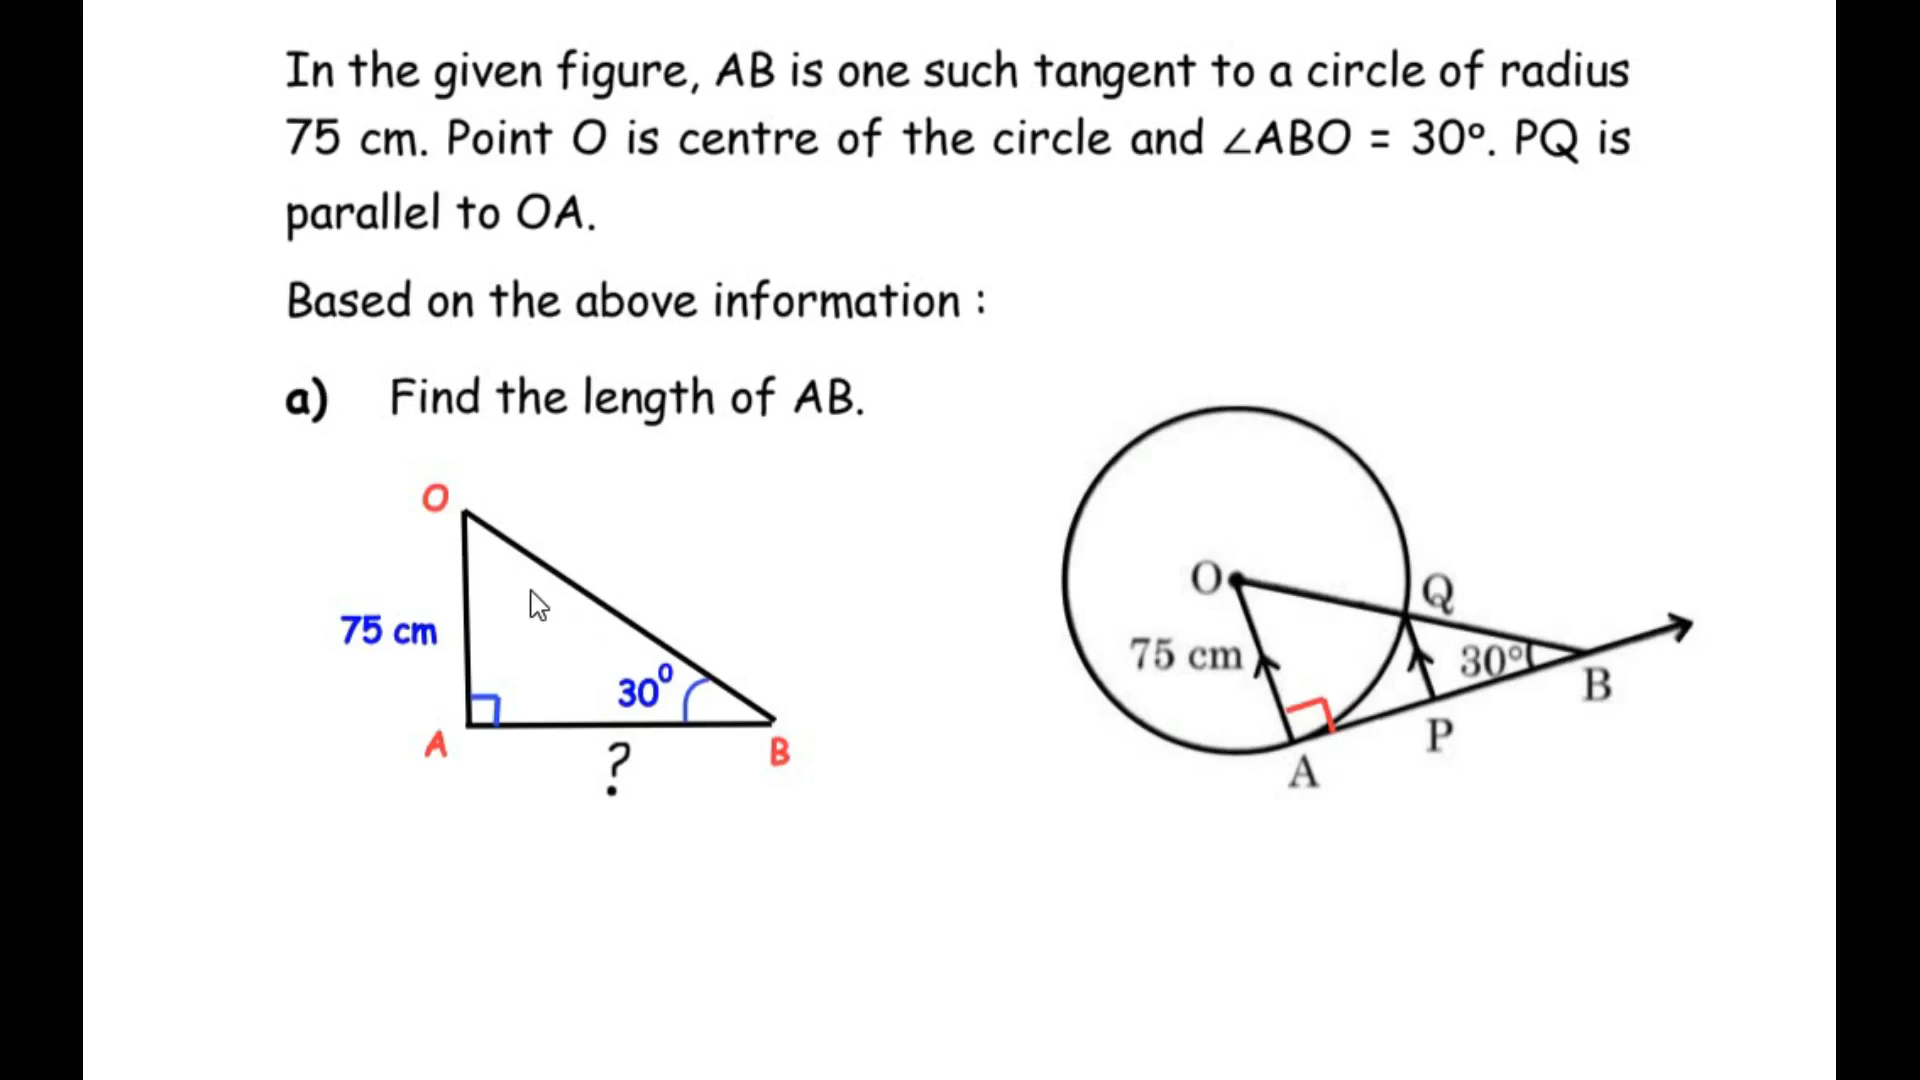 In the given figure, AB is one such tangent to a circle of radius
75 cm. Point O is centre of the circle and ∠ABO = 30°. PQ is
parallel to OA.
Based on the above information :
a) Find the length of AB.
O
75 cm
30⁰
A
B
?
O
Q
75 cm
30°
B
P
A